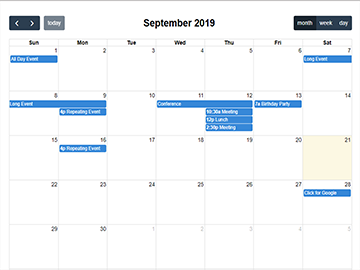 today
September 2019
month week day
Sun Mon Tue Wed Thu Fri Sat
1 2 3 4 5 6 7
All Day Event
Long Event
8 9 10 11 12 13 14
Long Event
Conference
7a Birthday Party
4p Repeating Event
10:30a Meeting
12p Lunch
2:30p Meeting
15 16 17 18 19 20 21
4p Repeating Event
22 23 24 25 26 27 28
Click for Google
29 30 1 2 3 4 5